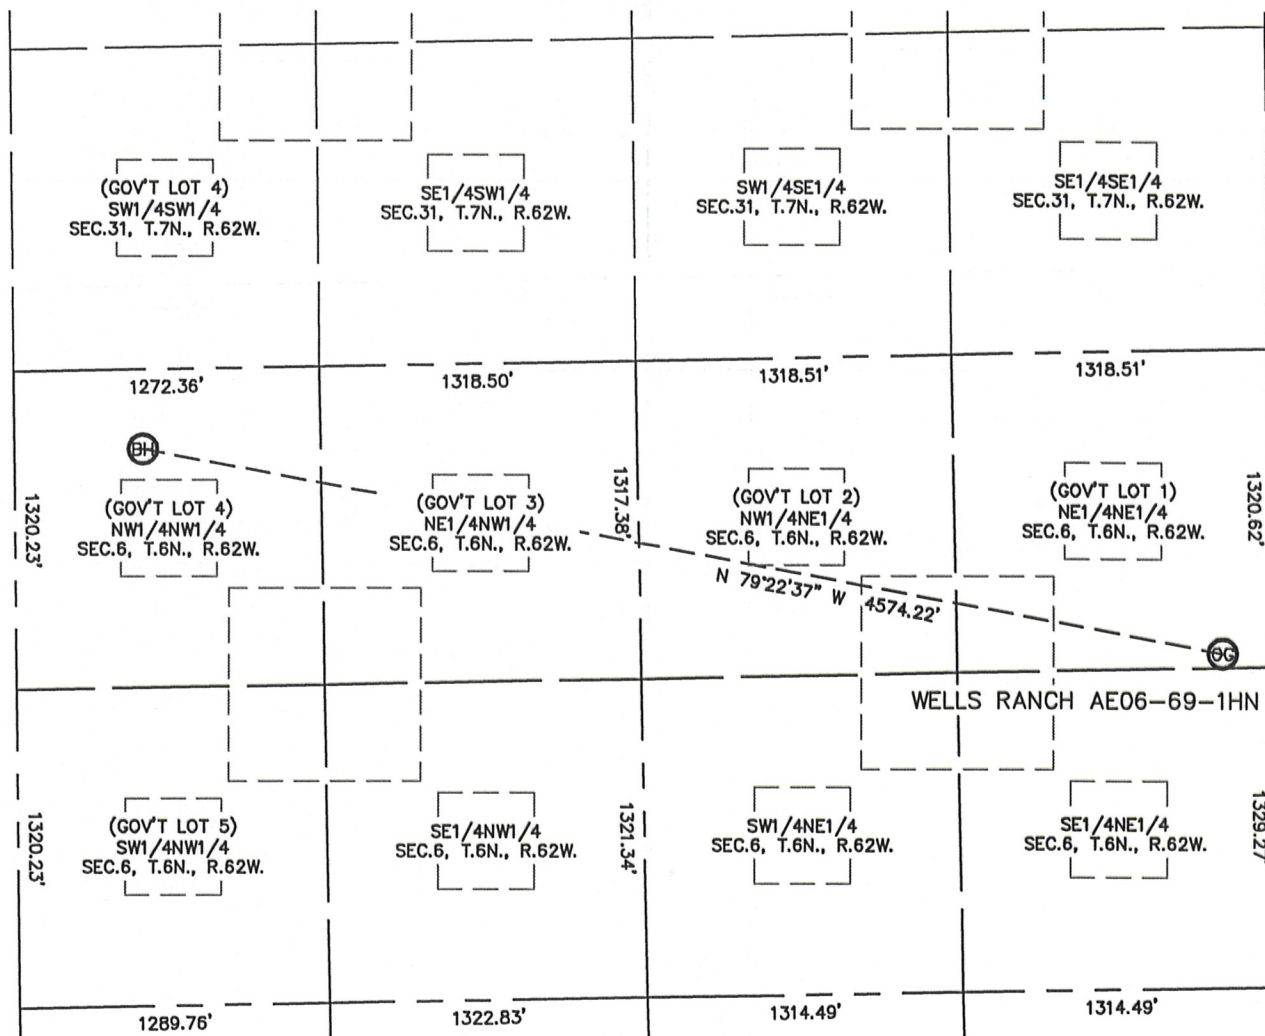 (GOV'T LOT 4)
SW1/4SW1/4
SEC.31, T.7N., R.62W.
SE1/4SW1/4
SEC.31, T.7N., R.62W.
SW1/4SE1/4
SEC.31, T.7N., R.62W.
SE1/4SE1/4
SEC.31, T.7N., R.62W.
1272.36'
1318.50'
1318.51'
1318.51'
BH
1320.23'
(GOV'T LOT 4)
NW1/4NW1/4
SEC.6, T.6N., R.62W.
(GOV'T LOT 3)
NE1/4NW1/4
SEC.6, T.6N., R.62W.
1317.38'
(GOV'T LOT 2)
NW1/4NE1/4
SEC.6, T.6N., R.62W.
(GOV'T LOT 1)
NE1/4NE1/4
SEC.6, T.6N., R.62W.
1320.62'
N 79°22'37" W 4574.22'
OG
WELLS RANCH AE06-69-1HN
1320.23'
(GOV'T LOT 5)
SW1/4NW1/4
SEC.6, T.6N., R.62W.
SE1/4NW1/4
SEC.6, T.6N., R.62W.
1321.34'
SW1/4NE1/4
SEC.6, T.6N., R.62W.
SE1/4NE1/4
SEC.6, T.6N., R.62W.
1329.27'
1289.76'
1322.83'
1314.49'
1314.49'